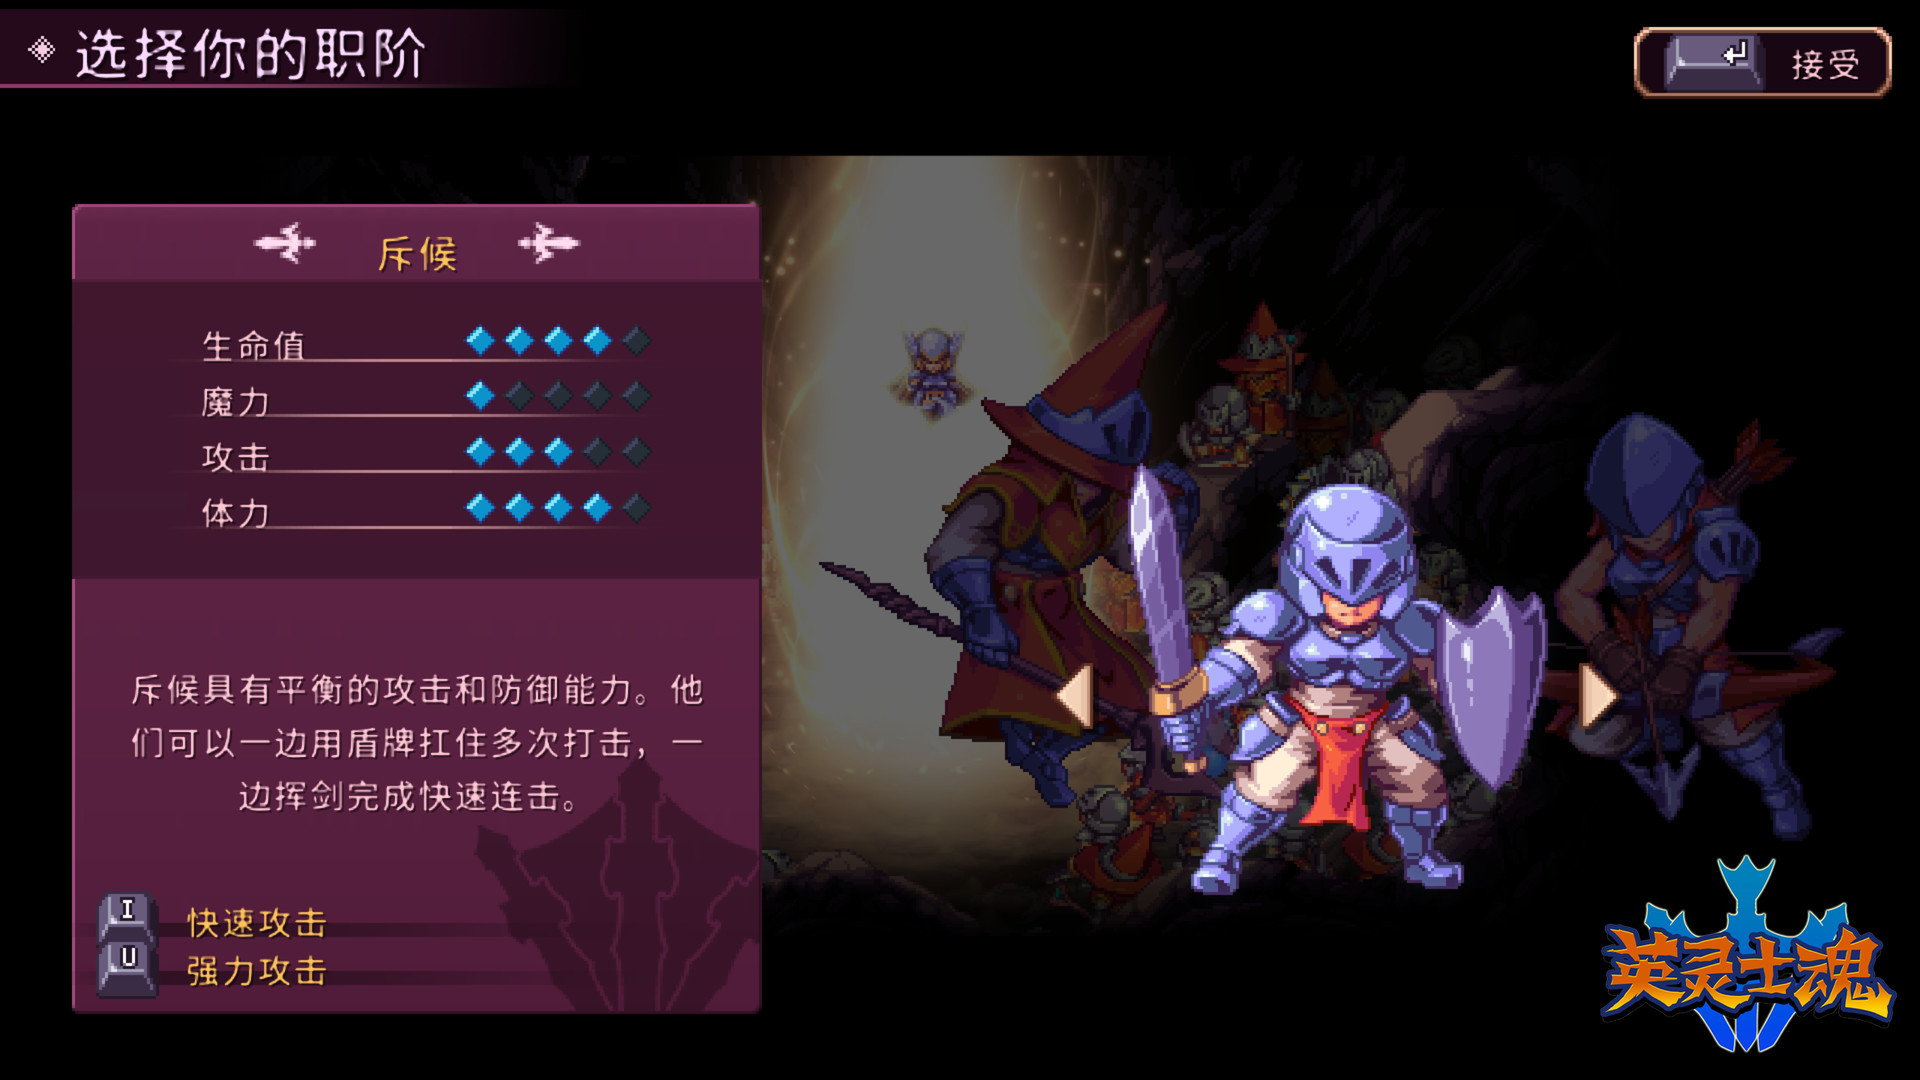 选择你的职阶
接受
斥候
生命值
魔力
攻击
体力
斥候具有平衡的攻击和防御能力。他
们可以一边用盾牌扛住多次打击，一
边挥剑完成快速连击。
I 快速攻击
U 强力攻击
英灵士魂